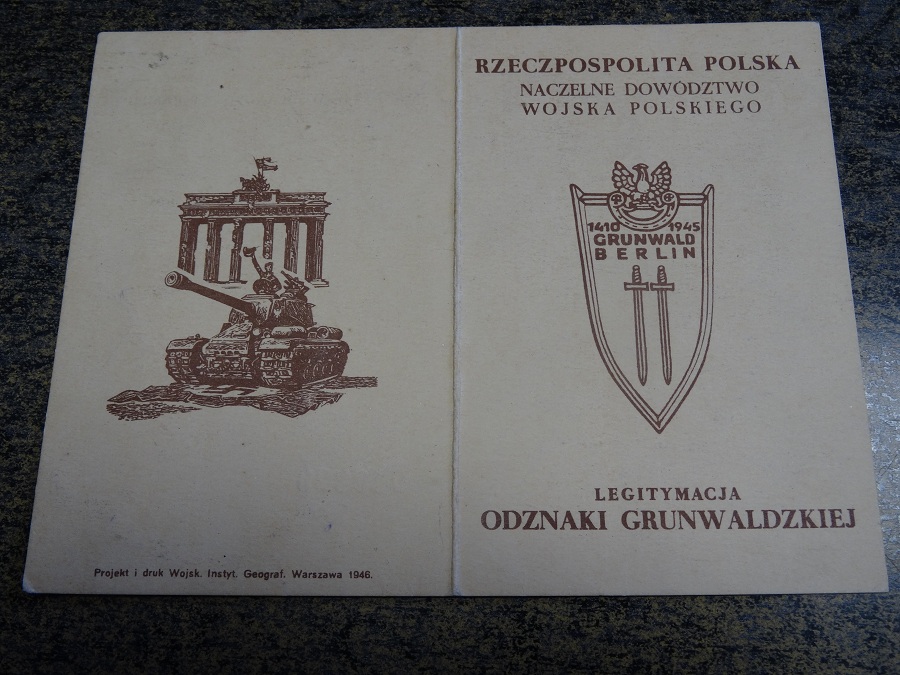 Projekt i druk Wojsk. Instyt. Geograf. Warszawa 1946.
RZECZPOSPOLITA POLSKA
NACZELNE DOWÓDZTWO
WOJSKA POLSKIEGO
1410 1945
GRUNWALD
BERLIN
LEGITYMACJA
ODZNAKI GRUNWALDZKIEJ